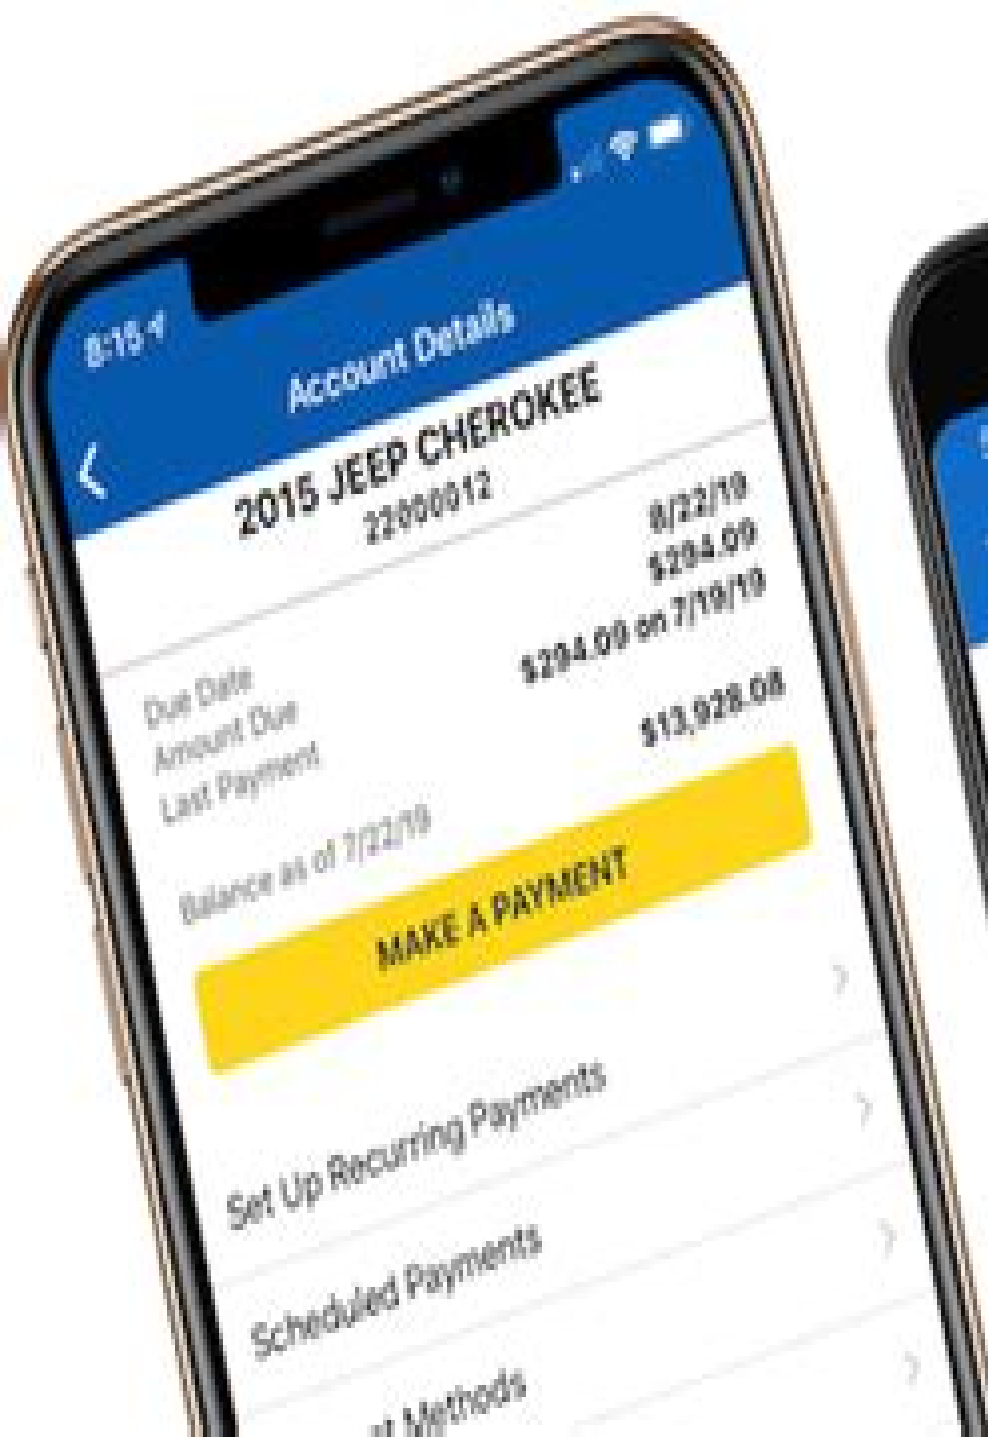 8:15
Account Details
2015 JEEP CHEROKEE
22000012
Due Date 8/22/19
Amount Due $294.09
Last Payment $294.09 on 7/19/19
Balance as of 7/22/19 $13,928.08
MAKE A PAYMENT
Set Up Recurring Payments
Scheduled Payments
Methods